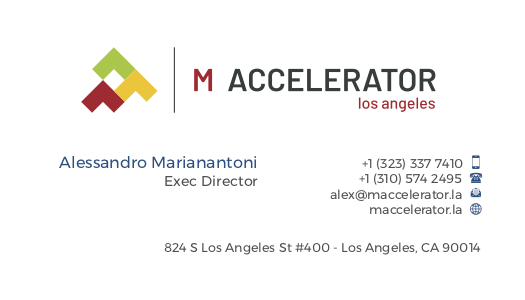 M ACCELERATOR
los angeles
Alessandro Marianantoni
Exec Director
+1 (323) 337 7410
+1 (310) 574 2495
alex@maccelerator.la
maccelerator.la
824 S Los Angeles St #400 - Los Angeles, CA 90014